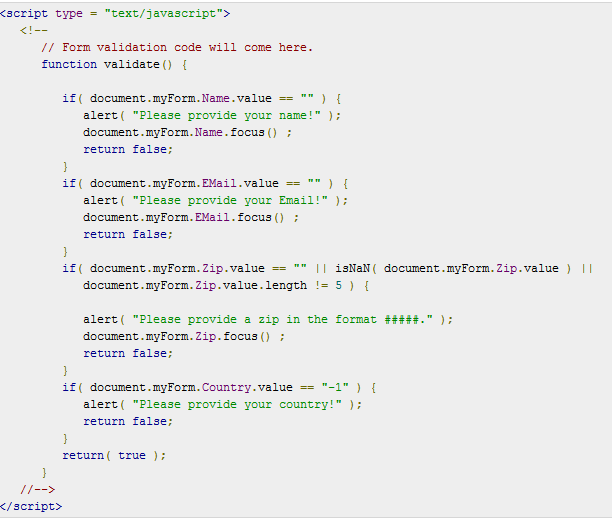 <script type = "text/javascript">
   <!--
      // Form validation code will come here.
      function validate() {

         if( document.myForm.Name.value == "" ) {
            alert( "Please provide your name!" );
            document.myForm.Name.focus() ;
            return false;
         }
         if( document.myForm.EMail.value == "" ) {
            alert( "Please provide your Email!" );
            document.myForm.EMail.focus() ;
            return false;
         }
         if( document.myForm.Zip.value == "" || isNaN( document.myForm.Zip.value ) ||
            document.myForm.Zip.value.length != 5 ) {

            alert( "Please provide a zip in the format #####." );
            document.myForm.Zip.focus() ;
            return false;
         }
         if( document.myForm.Country.value == "-1" ) {
            alert( "Please provide your country!" );
            return false;
         }
         return( true );
      }
   //-->
</script>